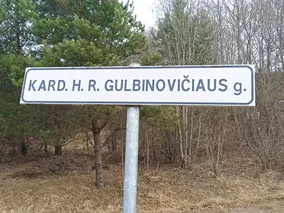 KARD. H. R. GULBINOVIČIAUS g.